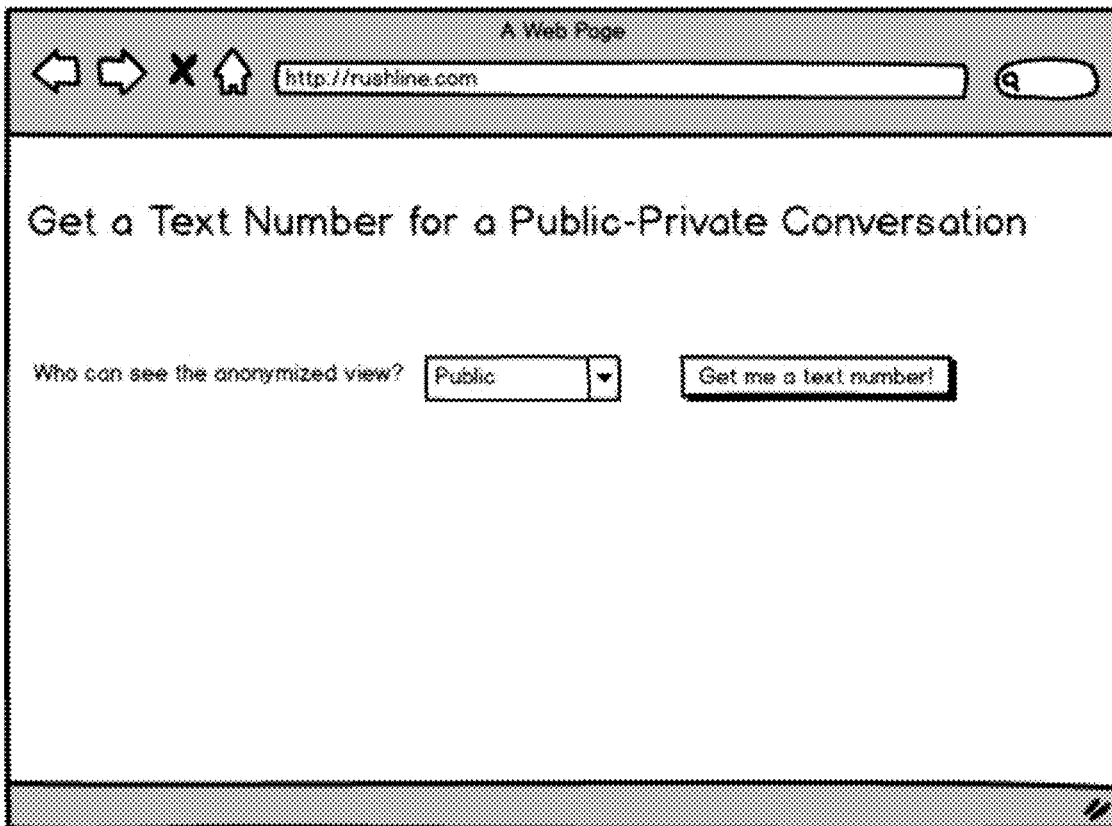 A Web Page
http://rushline.com
Get a Text Number for a Public-Private Conversation
Who can see the anonymized view? Public Get me a text number!